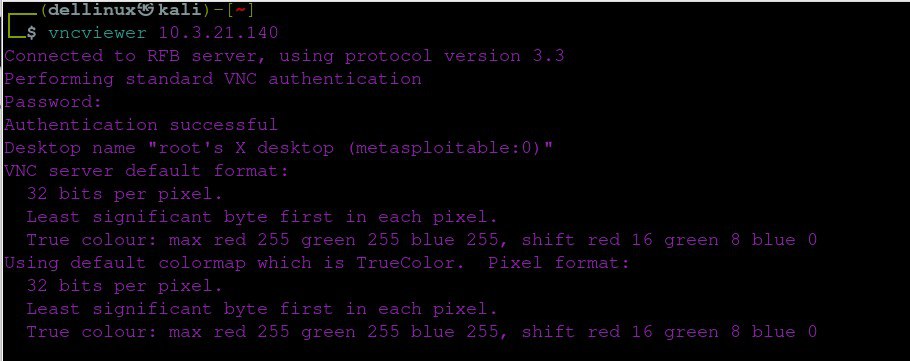 (dellinux㉿kali)-[~]
$ vncviewer 10.3.21.140
Connected to RFB server, using protocol version 3.3
Performing standard VNC authentication
Password:
Authentication successful
Desktop name "root's X desktop (metasploitable:0)"
VNC server default format:
  32 bits per pixel.
  Least significant byte first in each pixel.
  True colour: max red 255 green 255 blue 255, shift red 16 green 8 blue 0
Using default colormap which is TrueColor.  Pixel format:
  32 bits per pixel.
  Least significant byte first in each pixel.
  True colour: max red 255 green 255 blue 255, shift red 16 green 8 blue 0